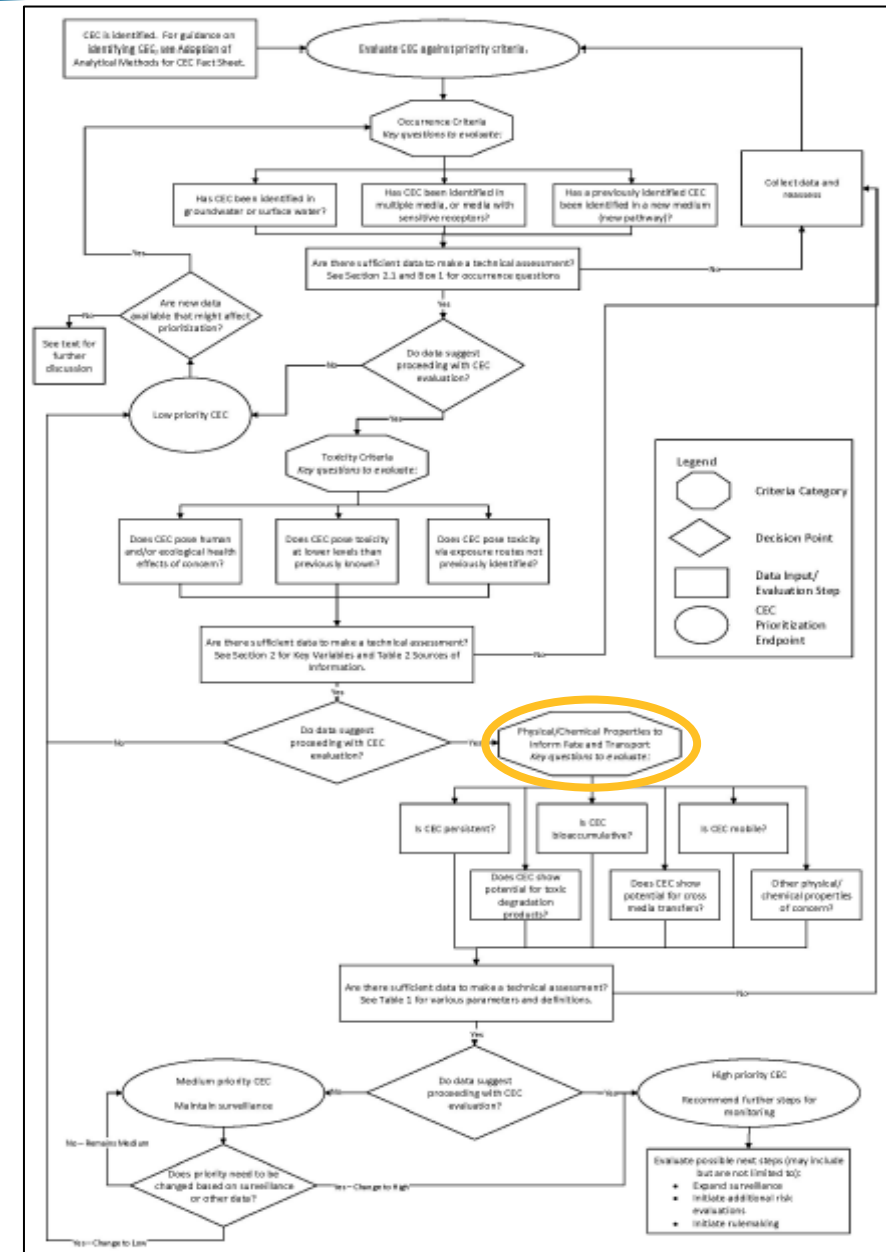 CEC is identified. For guidance on
identifying CEC, see Adoption of
Analytical Methods for CEC Fact Sheet.
Evaluate CEC against priority criteria.
Occurrence Criteria
Key questions to evaluate:
Collect data and
reassess
Has CEC been identified in
groundwater or surface water?
Has CEC been identified in
multiple media, or media with
sensitive receptors?
Has a previously identified CEC
been identified in a new medium
(new pathway)?
Are there sufficient data to make a technical assessment?
See Section 2.1 and Box 1 for occurrence questions
No
Yes
Yes
Are new data
available that might affect
prioritization?
No
See text for
further
discussion
Do data suggest
proceeding with CEC
evaluation?
No
Low priority CEC
Yes
Toxicity Criteria
Key questions to evaluate:
Does CEC pose human
and/or ecological health
effects of concern?
Does CEC pose toxicity
at lower levels than
previously known?
Does CEC pose toxicity
via exposure routes not
previously identified?
Legend
Criteria Category
Decision Point
Data Input/
Evaluation Step
CEC
Prioritization
Endpoint
Are there sufficient data to make a technical assessment?
See Section 2 for Key Variables and Table 2 Sources of
Information.
No
Yes
Do data suggest
proceeding with CEC
evaluation?
No
Yes
Physical/Chemical Properties to
Inform Fate and Transport
Key questions to evaluate:
Is CEC persistent?
Is CEC
bioaccumulative?
Is CEC mobile?
Does CEC show
potential for toxic
degradation
products?
Does CEC show
potential for cross
media transfers?
Other physical/
chemical properties
of concern?
Are there sufficient data to make a technical assessment?
See Table 1 for various parameters and definitions.
No
Yes
Do data suggest
proceeding with CEC
evaluation?
No
Yes
Medium priority CEC
Maintain surveillance
High priority CEC
Recommend further steps for
monitoring
No – Remains Medium
Does priority need to be
changed based on surveillance
or other data?
Yes – Change to High
Yes – Change to Low
Evaluate possible next steps (may include
but are not limited to):
• Expand surveillance
• Initiate additional risk
evaluations
• Initiate rulemaking